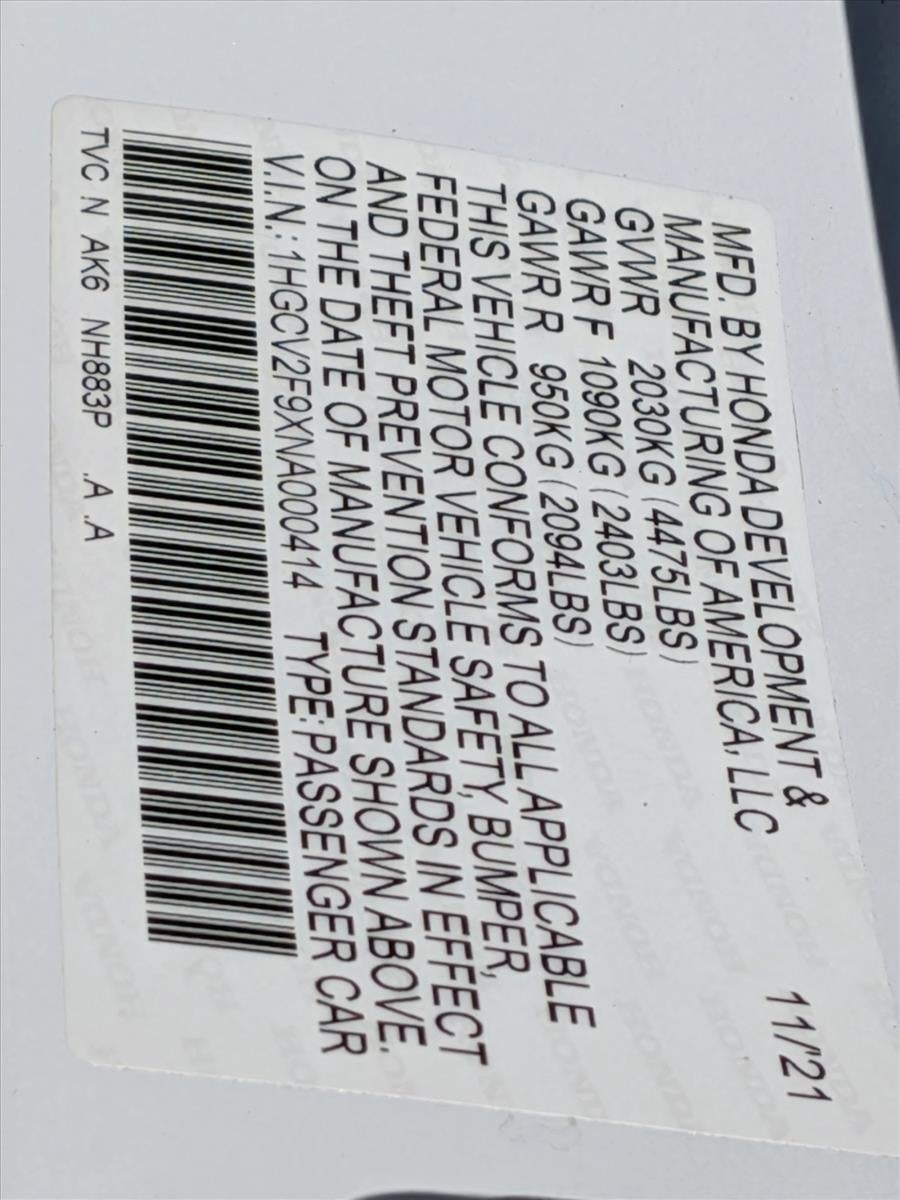 MFD. BY HONDA DEVELOPMENT & 11/'21
MANUFACTURING OF AMERICA, LLC
GVWR 2030KG (4475LBS)
GAWR F 1090KG (2403LBS)
GAWR R 950KG (2094LBS)
THIS VEHICLE CONFORMS TO ALL APPLICABLE
FEDERAL MOTOR VEHICLE SAFETY, BUMPER,
AND THEFT PREVENTION STANDARDS IN EFFECT
ON THE DATE OF MANUFACTURE SHOWN ABOVE.
V.I.N.:1HGCV2F9XNA000414 TYPE:PASSENGER CAR
TVC N AK6 NH883P ,A .A